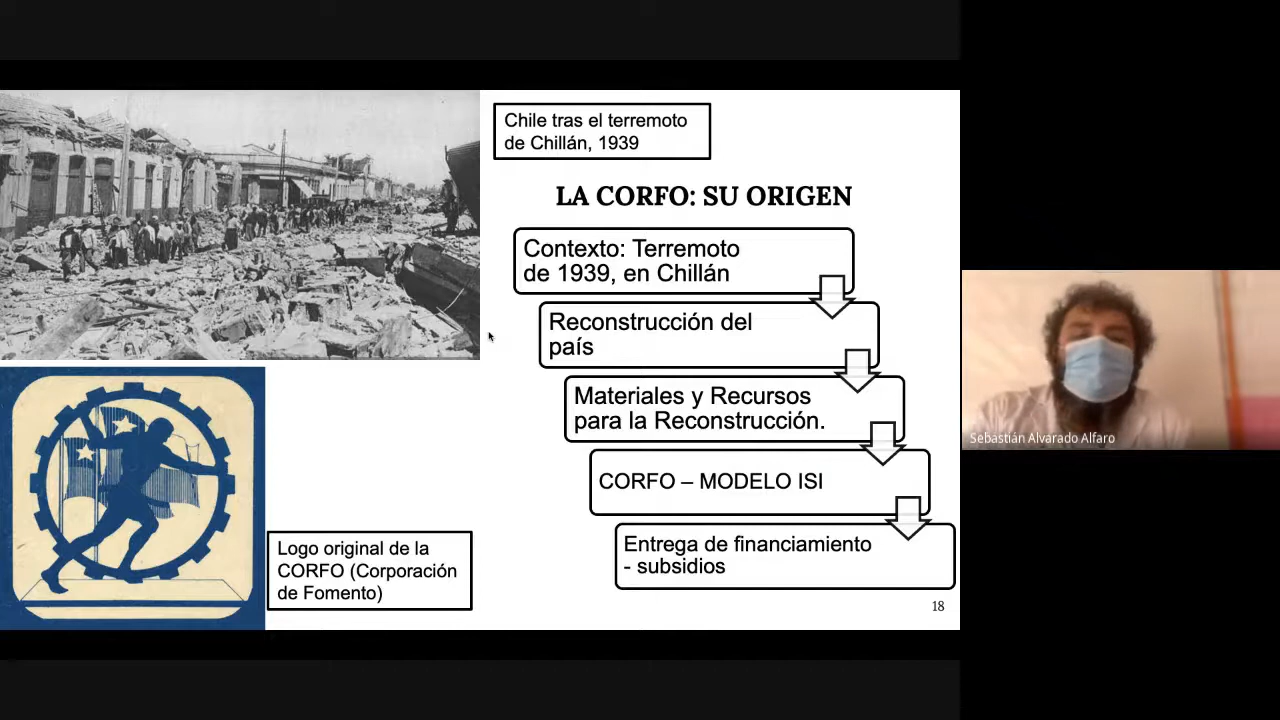 Chile tras el terremoto
de Chillán, 1939
LA CORFO: SU ORIGEN
Contexto: Terremoto
de 1939, en Chillán
Reconstrucción del
país
Materiales y Recursos
para la Reconstrucción.
CORFO – MODELO ISI
Entrega de financiamiento
- subsidios
Logo original de la
CORFO (Corporación
de Fomento)
18
Sebastián Alvarado Alfaro